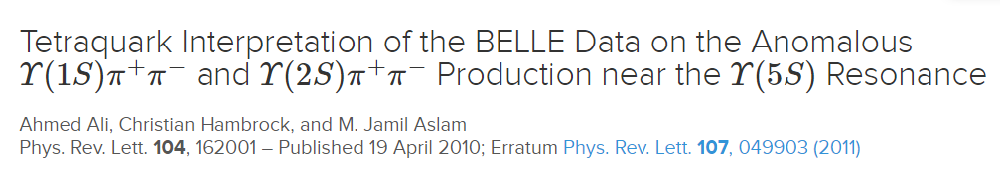 Tetraquark Interpretation of the BELLE Data on the Anomalous
ϒ(1S)π⁺π⁻ and ϒ(2S)π⁺π⁻ Production near the ϒ(5S) Resonance
Ahmed Ali, Christian Hambrock, and M. Jamil Aslam
Phys. Rev. Lett. 104, 162001 – Published 19 April 2010; Erratum Phys. Rev. Lett. 107, 049903 (2011)